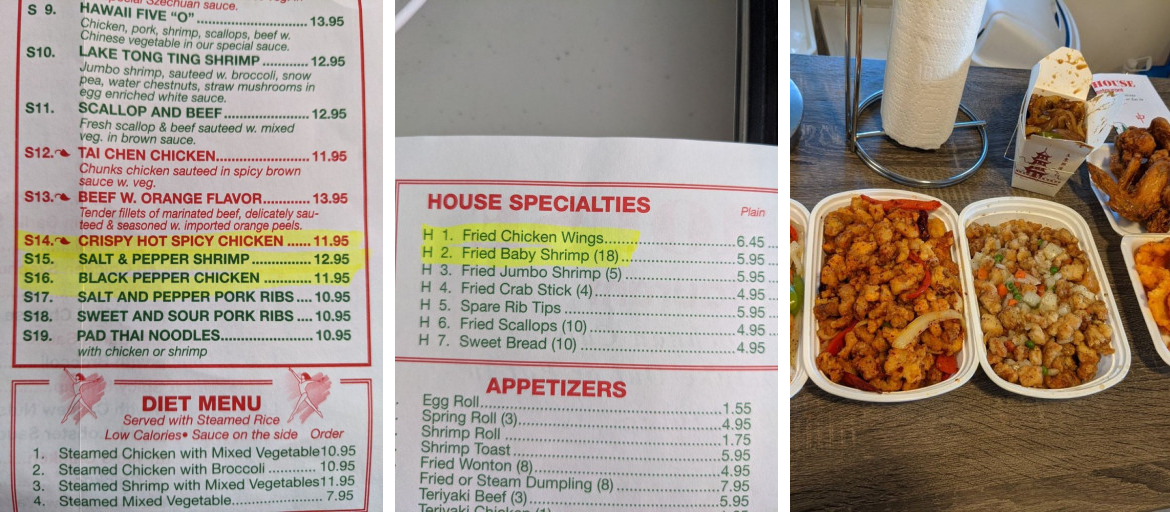 special Szechuan sauce.
S 9. HAWAII FIVE “O” 13.95
Chicken, pork, shrimp, scallops, beef w.
Chinese vegetable in our special sauce.
S10. LAKE TONG TING SHRIMP 12.95
Jumbo shrimp, sauteed w. broccoli, snow
pea, water chestnuts, straw mushrooms in
egg enriched white sauce.
S11. SCALLOP AND BEEF 12.95
Fresh scallop & beef sauteed w. mixed
veg. in brown sauce.
S12. TAI CHEN CHICKEN 11.95
Chunks chicken sauteed in spicy brown
sauce w. veg.
S13. BEEF W. ORANGE FLAVOR 13.95
Tender fillets of marinated beef, delicately sau-
teed & seasoned w. imported orange peels.
S14. CRISPY HOT SPICY CHICKEN 11.95
S15. SALT & PEPPER SHRIMP 12.95
S16. BLACK PEPPER CHICKEN 11.95
S17. SALT AND PEPPER PORK RIBS 10.95
S18. SWEET AND SOUR PORK RIBS 10.95
S19. PAD THAI NOODLES 10.95
with chicken or shrimp
DIET MENU
Served with Steamed Rice
Low Calories• Sauce on the side Order
1. Steamed Chicken with Mixed Vegetable 10.95
2. Steamed Chicken with Broccoli 10.95
3. Steamed Shrimp with Mixed Vegetables 11.95
4. Steamed Mixed Vegetable 7.95
HOUSE SPECIALTIES
Plain
H 1. Fried Chicken Wings 6.45
H 2. Fried Baby Shrimp (18) 5.95
H 3. Fried Jumbo Shrimp (5) 5.95
H 4. Fried Crab Stick (4) 4.95
H 5. Spare Rib Tips 5.95
H 6. Fried Scallops (10) 4.95
H 7. Sweet Bread (10) 4.95
APPETIZERS
Egg Roll 1.55
Spring Roll (3) 4.95
Shrimp Roll 1.75
Shrimp Toast 5.95
Fried Wonton (8) 4.95
Fried or Steam Dumpling (8) 7.95
Teriyaki Beef (3) 5.95
Teriyaki Chicken
HOUSE